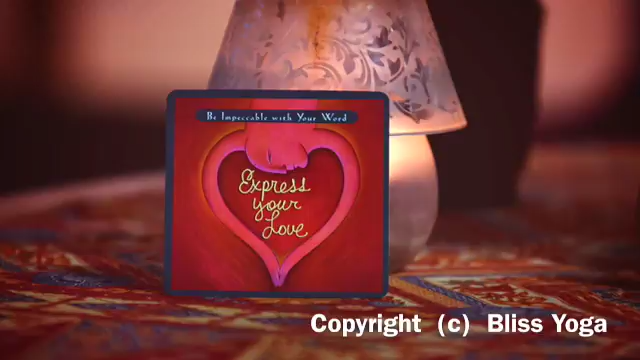 Be Impeccable with Your Word
Express
your
Love
Copyright (c) Bliss Yoga